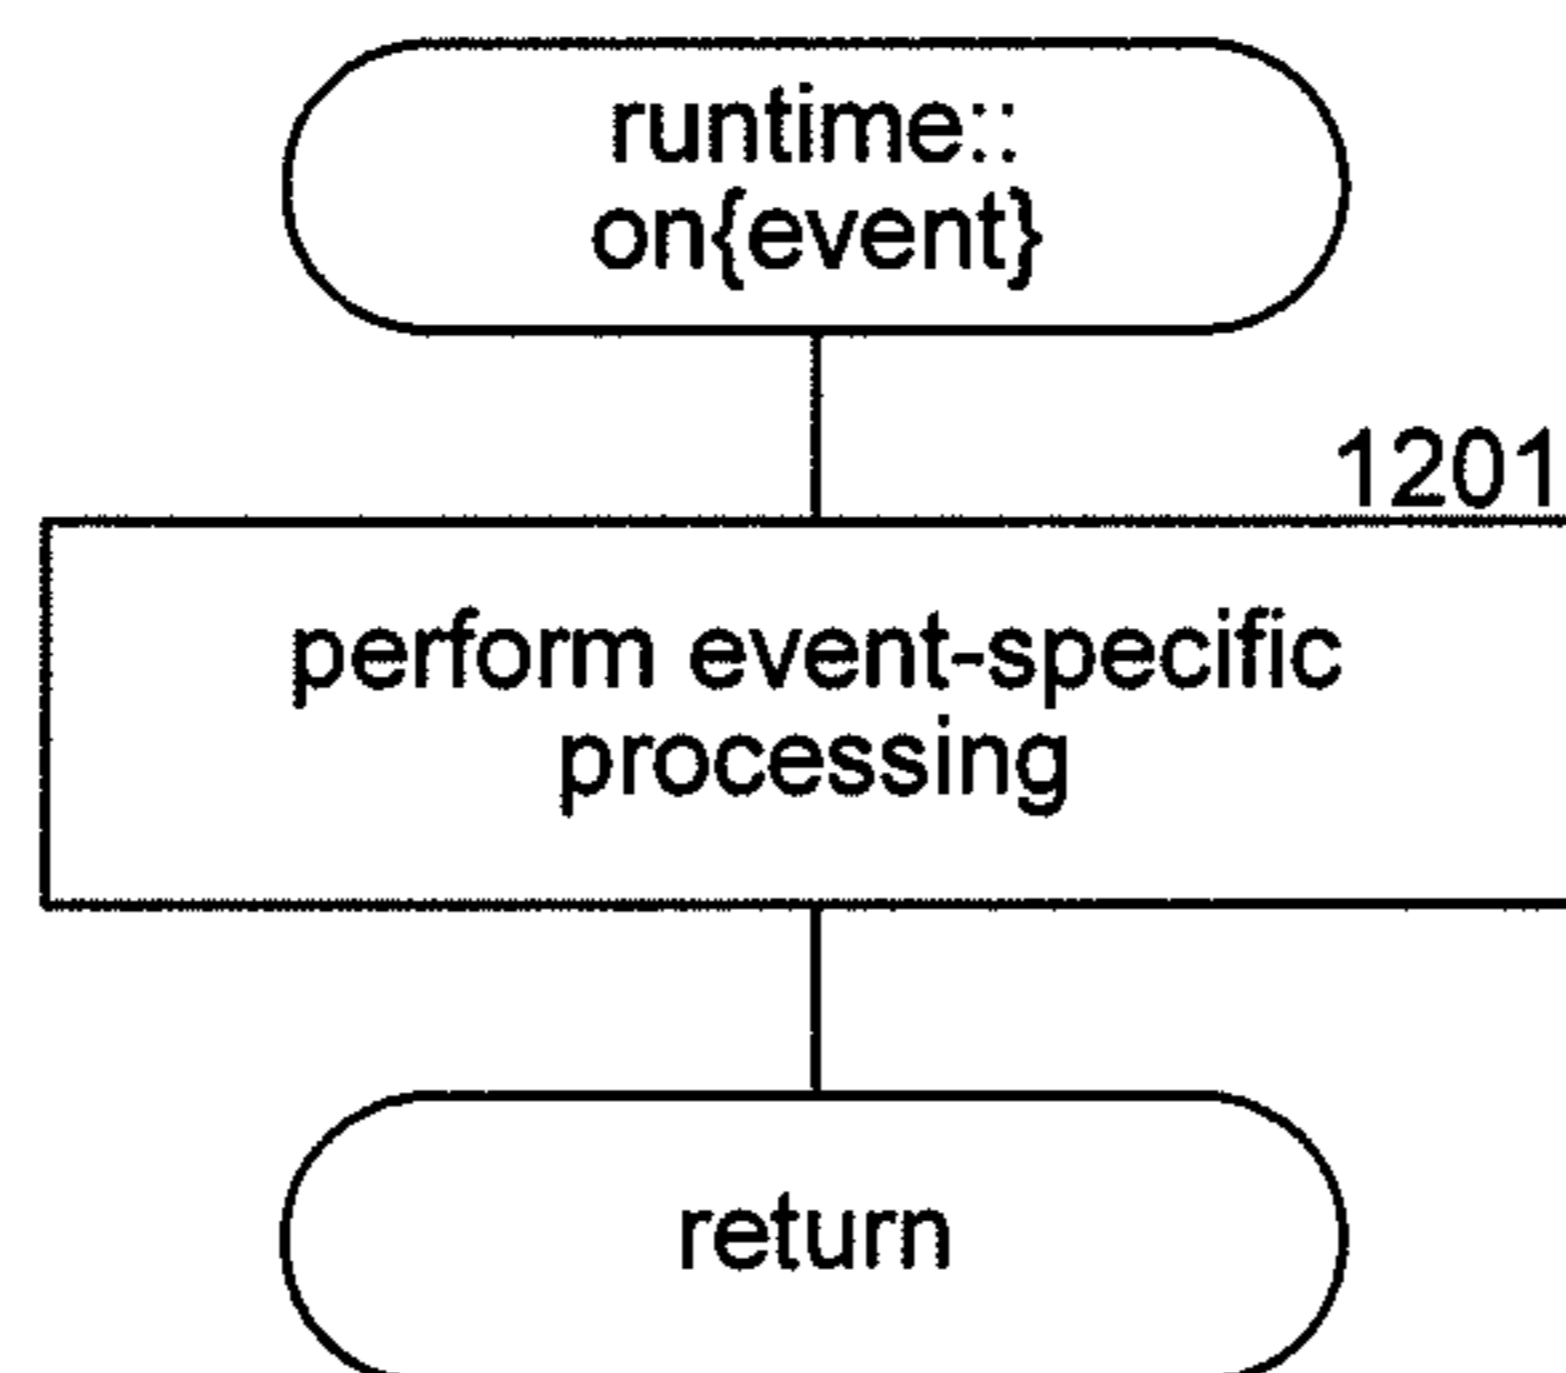 runtime::
on{event}
1201
perform event-specific
processing
return